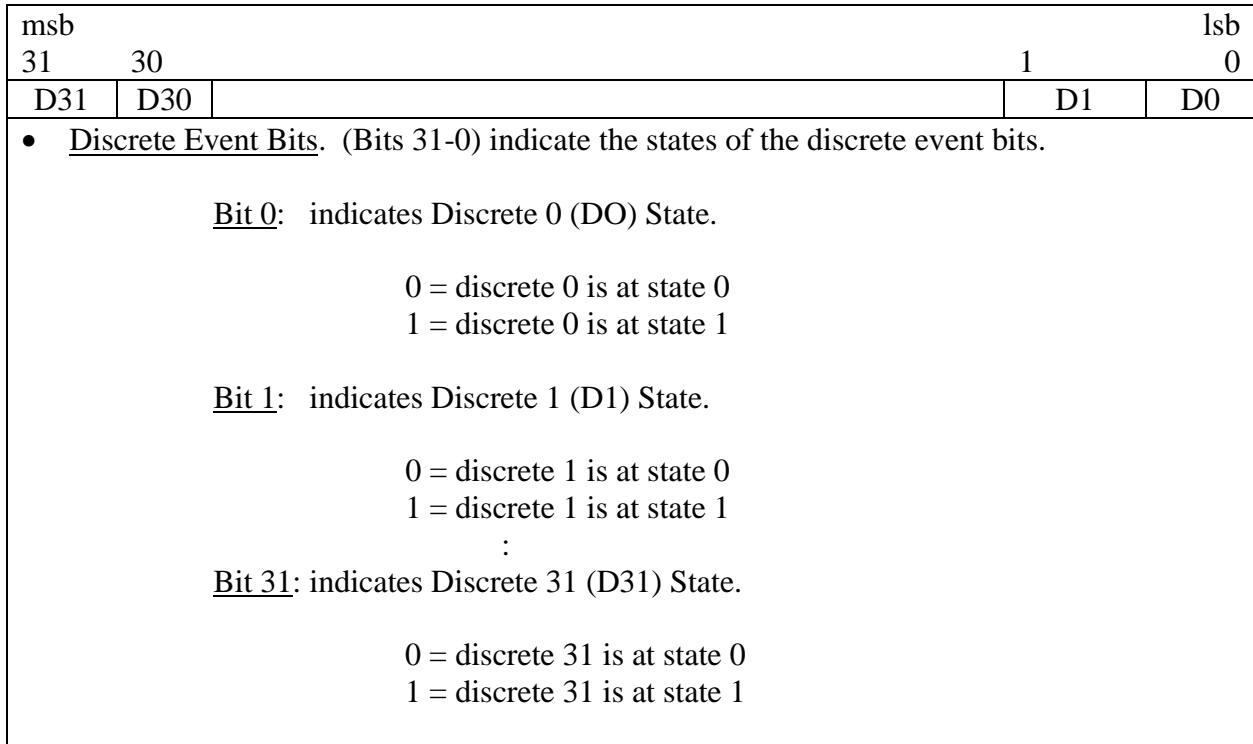 msb lsb
31 30 1 0
D31 D30 D1 D0
• Discrete Event Bits. (Bits 31-0) indicate the states of the discrete event bits.
Bit 0: indicates Discrete 0 (DO) State.
0 = discrete 0 is at state 0
1 = discrete 0 is at state 1
Bit 1: indicates Discrete 1 (D1) State.
0 = discrete 1 is at state 0
1 = discrete 1 is at state 1
:
Bit 31: indicates Discrete 31 (D31) State.
0 = discrete 31 is at state 0
1 = discrete 31 is at state 1